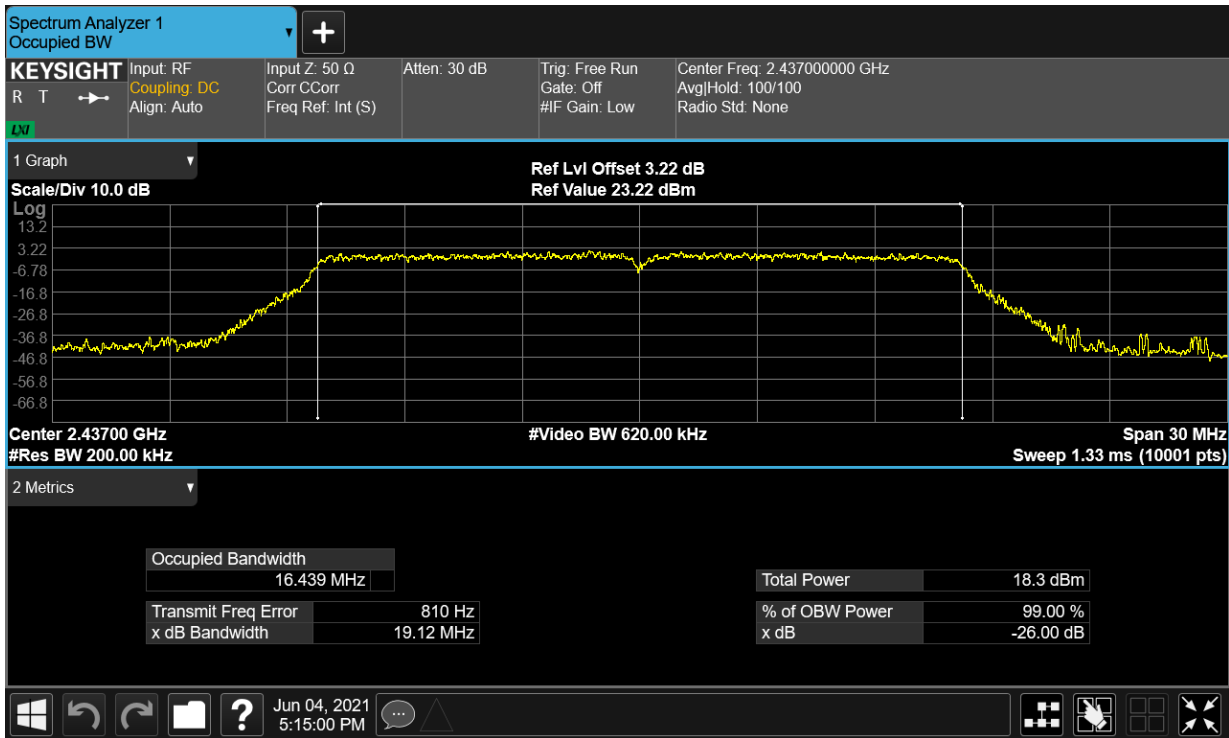 Spectrum Analyzer 1
Occupied BW
KEYSIGHT
R T
LXI
Input: RF
Coupling: DC
Align: Auto
Input Z: 50 Ω
Corr CCorr
Freq Ref: Int (S)
Atten: 30 dB
Trig: Free Run
Gate: Off
#IF Gain: Low
Center Freq: 2.437000000 GHz
Avg|Hold: 100/100
Radio Std: None
1 Graph
Scale/Div 10.0 dB
Ref Lvl Offset 3.22 dB
Ref Value 23.22 dBm
Log
13.2
3.22
-6.78
-16.8
-26.8
-36.8
-46.8
-56.8
-66.8
Center 2.43700 GHz
#Res BW 200.00 kHz
#Video BW 620.00 kHz
Span 30 MHz
Sweep 1.33 ms (10001 pts)
2 Metrics
Occupied Bandwidth
16.439 MHz
Transmit Freq Error 810 Hz
x dB Bandwidth 19.12 MHz
Total Power 18.3 dBm
% of OBW Power 99.00 %
x dB -26.00 dB
?
Jun 04, 2021
5:15:00 PM